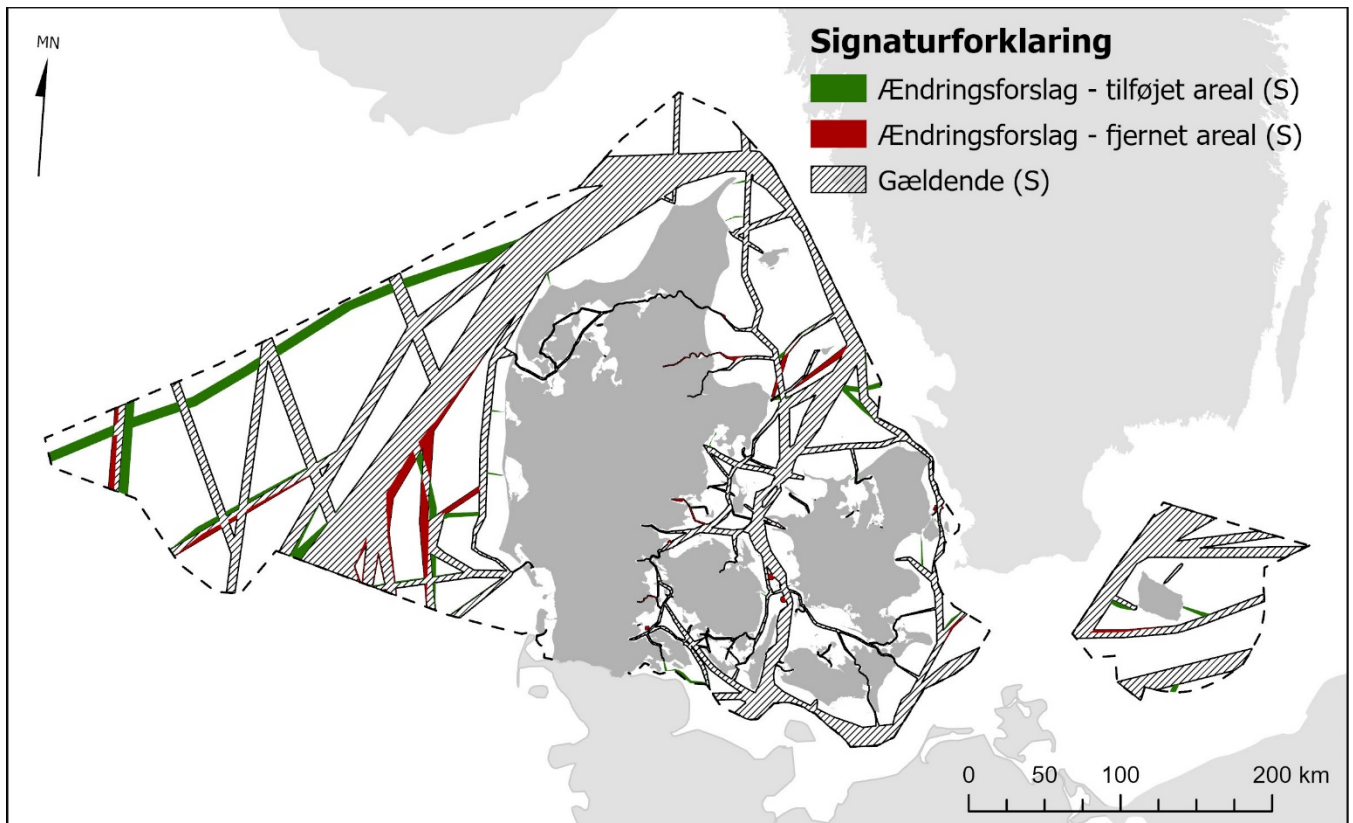 MN
Signaturforklaring
Ændringsforslag - tilføjet areal (S)
Ændringsforslag - fjernet areal (S)
Gældende (S)
0 50 100 200 km